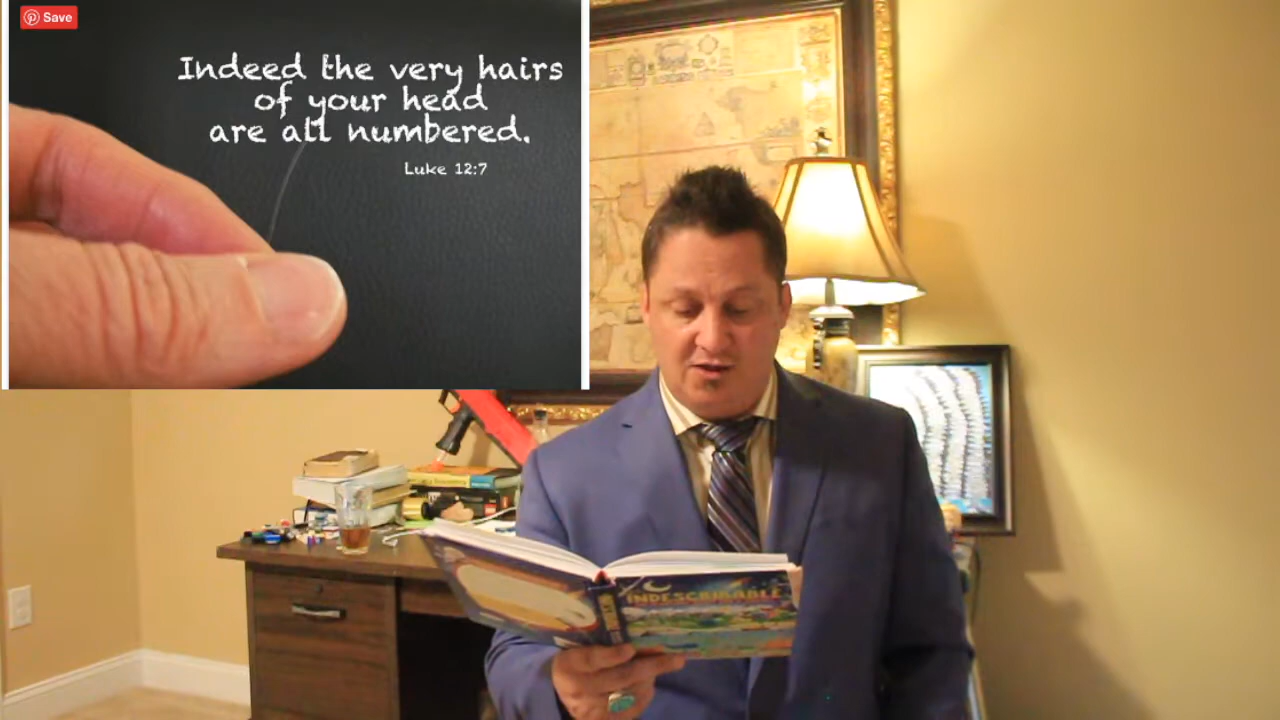 Save
Indeed the very hairs
of your head
are all numbered.
Luke 12:7
INDESCRIBABLE